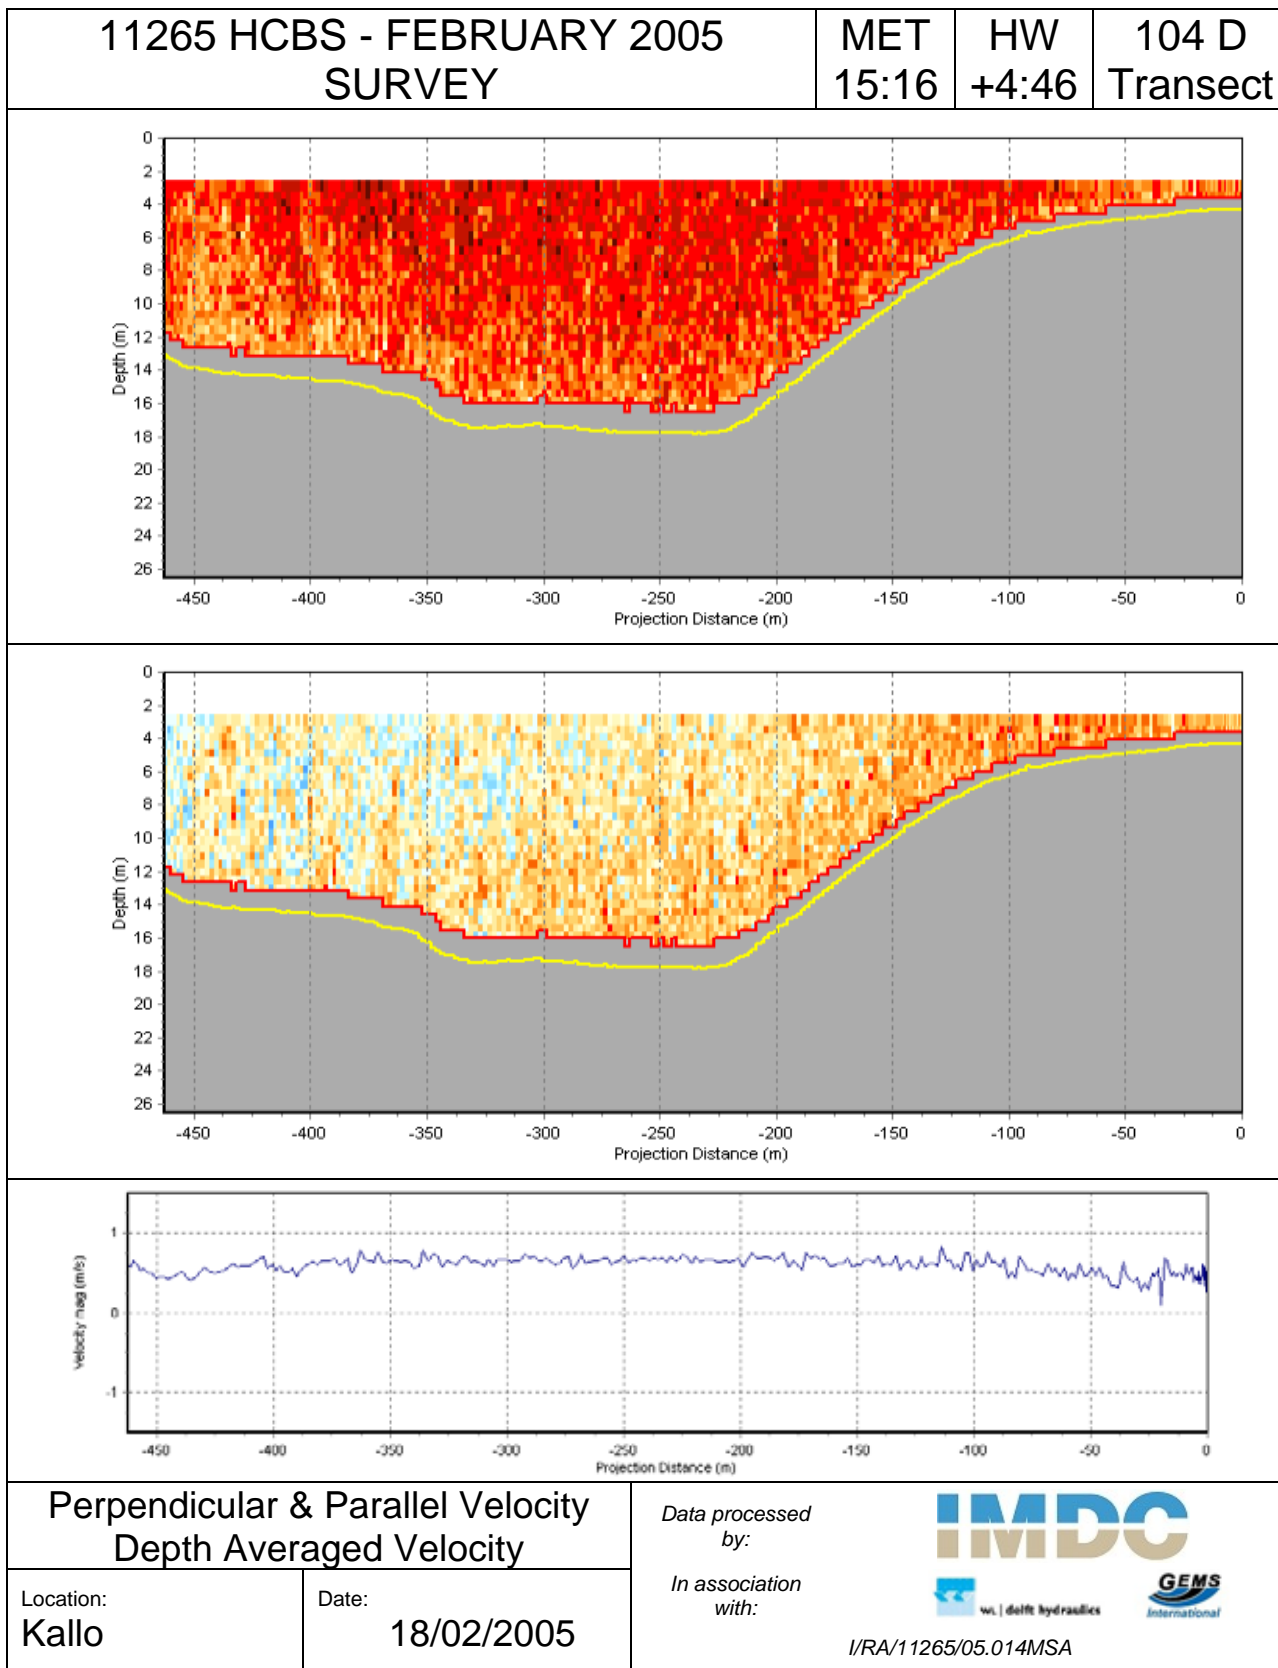 11265 HCBS - FEBRUARY 2005
SURVEY
MET
15:16
HW
+4:46
104 D
Transect
0
2
4
6
8
10
12
14
16
18
20
22
24
26
Depth (m)
-450 -400 -350 -300 -250 -200 -150 -100 -50 0
Projection Distance (m)
0
2
4
6
8
10
12
14
16
18
20
22
24
26
Depth (m)
-450 -400 -350 -300 -250 -200 -150 -100 -50 0
Projection Distance (m)
1
0
-1
Velocity mag (m/s)
-450 -400 -350 -300 -250 -200 -150 -100 -50 0
Projection Distance (m)
Perpendicular & Parallel Velocity
Depth Averaged Velocity
Location:
Kallo
Date:
18/02/2005
Data processed
by:
IMDC
In association
with:
wL | delft hydraulics
GEMS
International
I/RA/11265/05.014MSA